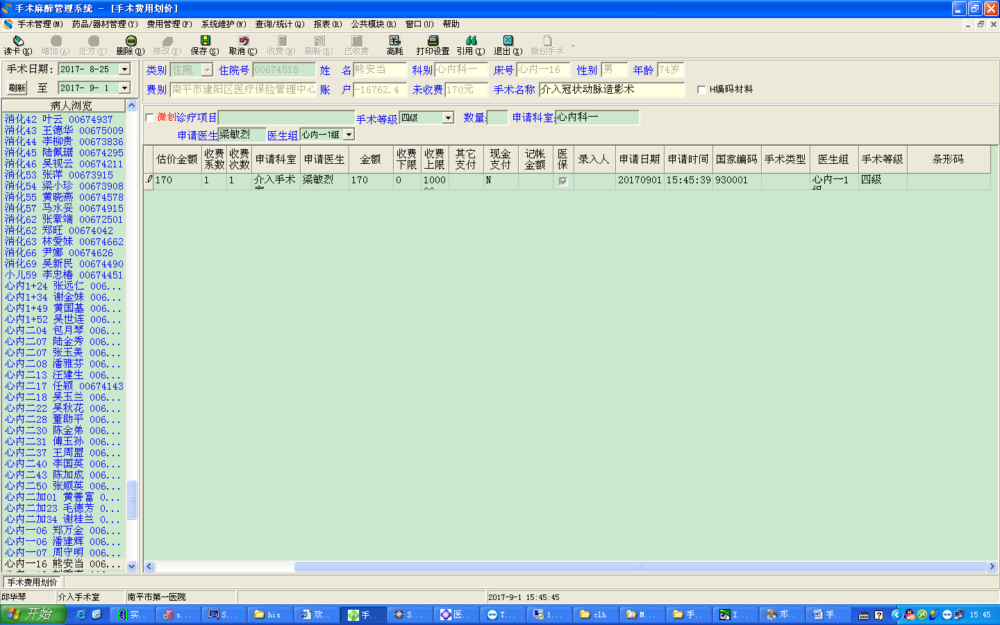 手术麻醉管理系统 - [手术费用划价]
手术管理(M) 药品/器材管理(Y) 费用管理(F) 系统维护(W) 查询/统计(Q) 报表(R) 公共模块(R) 窗口(U) 帮助
读卡(K) 增加(A) 处方(Y) 删除(D) 修改(E) 保存(S) 取消(C) 收费(N) 刷新(R) 已收费 高耗 打印设置 引用(T) 退出(X) 微创手术
手术日期: 2017- 8-25
刷新 至 2017- 9- 1
类别 住院 住院号 00674515 姓 名 熊安当 科别 心内科一 床号 心内一16 性别 男 年龄 74岁
费别 南平市建阳区医疗保险管理中心 账 户 -16762.4 未收费 170元 手术名称 介入冠状动脉造影术 H编码材料
微创诊疗项目 手术等级 四级 数量: 申请科室: 心内科一
申请医生 梁敏烈 医生组 心内一1组
估价金额 收费系数 收费次数 申请科室 申请医生 金额 收费下限 收费上限 其它支付 现金支付 记帐金额 医保 录入人 申请日期 申请时间 国家编码 手术类型 医生组 手术等级 条形码
170 1 1 介入手术 梁敏烈 170 0 1000 N 20170901 15:45:39 930001 心内一1 四级
病人浏览
消化42 叶云 00674937
消化43 王德华 00675009
消化44 李柳贵 00673836
消化45 陆佩琚 00674295
消化46 吴视云 00674211
消化53 张萍 00673915
消化54 梁小珍 00673908
消化55 黄晓燕 00674578
消化57 马水妥 00674915
消化62 张章端 00672501
消化62 郑旺 00674042
消化63 林爱妹 00674662
消化66 尹娜 00674626
消化69 吴新民 00674490
小儿59 李忠椿 00674451
心内1+24 张远仁 006...
心内1+34 谢金妹 006...
心内1+49 黄国基 006...
心内1+52 吴世连 006...
心内二04 包月琴 006...
心内二07 陆金秀 006...
心内二07 张玉美 006...
心内二08 潘雅芬 006...
心内二13 汪建生 006...
心内二17 任颖 00674143
心内二18 吴玉兰 006...
心内二22 吴秋花 006...
心内二28 董助平 006...
心内二30 陈金弟 006...
心内二31 傅玉孙 006...
心内二37 王周盟 006...
心内二40 李国英 006...
心内二43 陈加成 006...
心内二50 张顺英 006...
心内二加01 黄善富 0...
心内二加23 毛德芳 0...
心内二加34 谢桂兰 0...
心内一06 郑万金 006...
心内一06 潘建辉 006...
心内一07 周守明 006...
心内一16 熊安当 006...
手术费用划价
邱华琴 介入手术室 南平市第一医院 2017-9-1 15:45:45
开始 实.. s.. S.. his 欢.. 手.. S.. 医.. T.. 1.. clh M.. 手.. I.. 邓.. 手.. 15:45